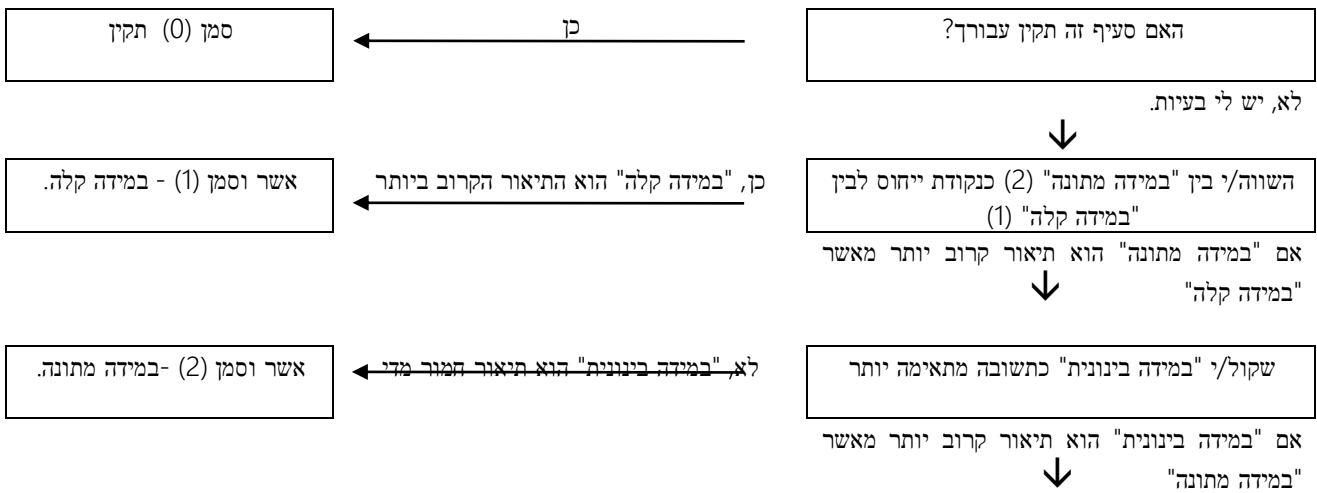 האם סעיף זה תקין עבורך?
כן
סמן (0) תקין
לא, יש לי בעיות.
השווה/י בין "במידה מתונה" (2) כנקודת ייחוס לבין
"במידה קלה" (1)
כן, "במידה קלה" הוא התיאור הקרוב ביותר
אשר וסמן (1) - במידה קלה.
אם "במידה מתונה" הוא תיאור קרוב יותר מאשר
"במידה קלה"
שקול/י "במידה בינונית" כתשובה מתאימה יותר
לא, "במידה בינונית" הוא תיאור חמור מדי
אשר וסמן (2) -במידה מתונה.
אם "במידה בינונית" הוא תיאור קרוב יותר מאשר
"במידה מתונה"